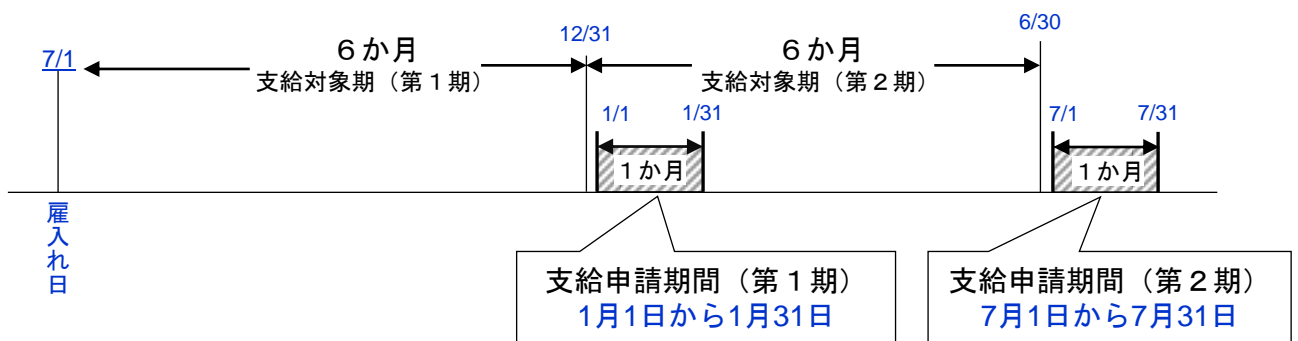 7/1
６か月
支給対象期（第１期）
12/31
６か月
支給対象期（第２期）
6/30
1/1
1/31
１か月
7/1
7/31
１か月
雇入れ日
支給申請期間（第１期）
1月1日から1月31日
支給申請期間（第２期）
7月1日から7月31日